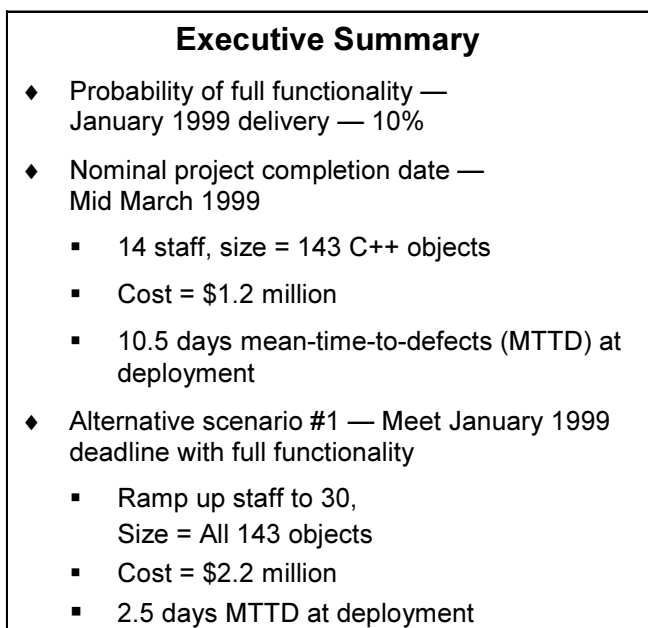 Executive Summary
♦ Probability of full functionality —
January 1999 delivery — 10%
♦ Nominal project completion date —
Mid March 1999
▪ 14 staff, size = 143 C++ objects
▪ Cost = $1.2 million
▪ 10.5 days mean-time-to-defects (MTTD) at
deployment
♦ Alternative scenario #1 — Meet January 1999
deadline with full functionality
▪ Ramp up staff to 30,
Size = All 143 objects
▪ Cost = $2.2 million
▪ 2.5 days MTTD at deployment